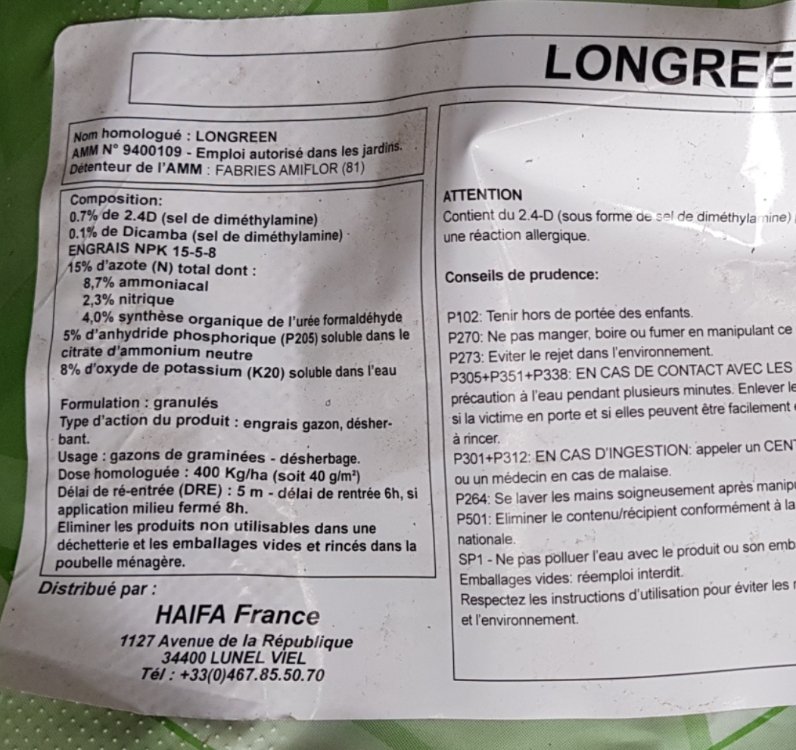 LONGREE
Nom homologué : LONGREEN
AMM N° 9400109 - Emploi autorisé dans les jardins.
Détenteur de l'AMM : FABRIES AMIFLOR (81)
Composition:
0.7% de 2.4D (sel de diméthylamine)
0.1% de Dicamba (sel de diméthylamine)
ENGRAIS NPK 15-5-8
15% d'azote (N) total dont :
8,7% ammoniacal
2,3% nitrique
4,0% synthèse organique de l'urée formaldéhyde
5% d'anhydride phosphorique (P205) soluble dans le
citrate d'ammonium neutre
8% d'oxyde de potassium (K20) soluble dans l'eau
Formulation : granulés
Type d'action du produit : engrais gazon, désher-
bant.
Usage : gazons de graminées - désherbage.
Dose homologuée : 400 Kg/ha (soit 40 g/m²)
Délai de ré-entrée (DRE) : 5 m - délai de rentrée 6h, si
application milieu fermé 8h.
Eliminer les produits non utilisables dans une
déchetterie et les emballages vides et rincés dans la
poubelle ménagère.
Distribué par :
HAIFA France
1127 Avenue de la République
34400 LUNEL VIEL
Tél : +33(0)467.85.50.70
ATTENTION
Contient du 2.4-D (sous forme de sel de diméthylamine)
une réaction allergique.
Conseils de prudence:
P102: Tenir hors de portée des enfants.
P270: Ne pas manger, boire ou fumer en manipulant ce
P273: Eviter le rejet dans l'environnement.
P305+P351+P338: EN CAS DE CONTACT AVEC LES
précaution à l'eau pendant plusieurs minutes. Enlever le
si la victime en porte et si elles peuvent être facilement
à rincer.
P301+P312: EN CAS D'INGESTION: appeler un CENT
ou un médecin en cas de malaise.
P264: Se laver les mains soigneusement après manipu
P501: Eliminer le contenu/récipient conformément à la
nationale.
SP1 - Ne pas polluer l'eau avec le produit ou son emb
Emballages vides: réemploi interdit.
Respectez les instructions d'utilisation pour éviter les
et l'environnement.